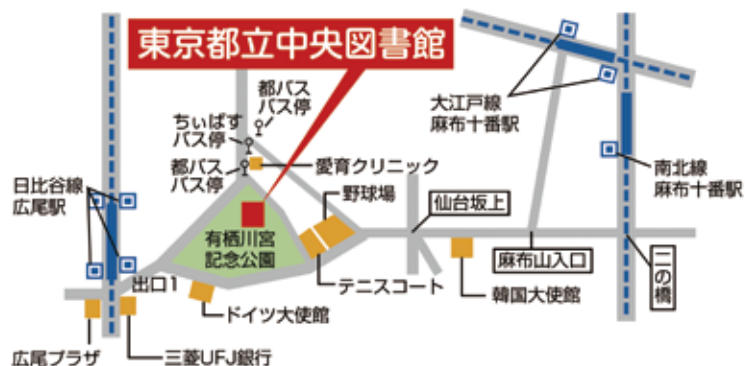 東京都立中央図書館
都バス
バス停
ちぃばす
バス停
都バス
バス停
愛育クリニック
野球場
大江戸線
麻布十番駅
南北線
麻布十番駅
日比谷線
広尾駅
有栖川宮
記念公園
仙台坂上
麻布山入口
二の橋
出口1
テニスコート
韓国大使館
ドイツ大使館
広尾プラザ
三菱UFJ銀行